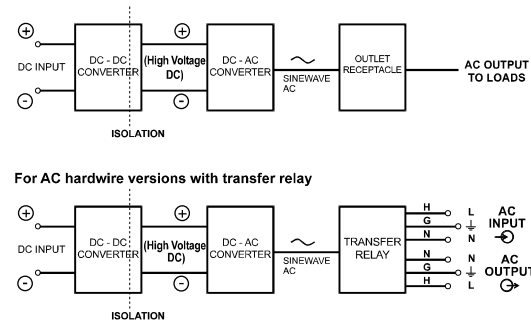 DC INPUT
DC - DC
CONVERTER
(High Voltage
DC)
DC - AC
CONVERTER
SINEWAVE
AC
OUTLET
RECEPTACLE
AC OUTPUT
TO LOADS
ISOLATION
For AC hardwire versions with transfer relay
DC INPUT
DC - DC
CONVERTER
(High Voltage
DC)
DC - AC
CONVERTER
SINEWAVE
AC
TRANSFER
RELAY
H L
G
N N
AC
INPUT
N N
G
H L
AC
OUTPUT
ISOLATION